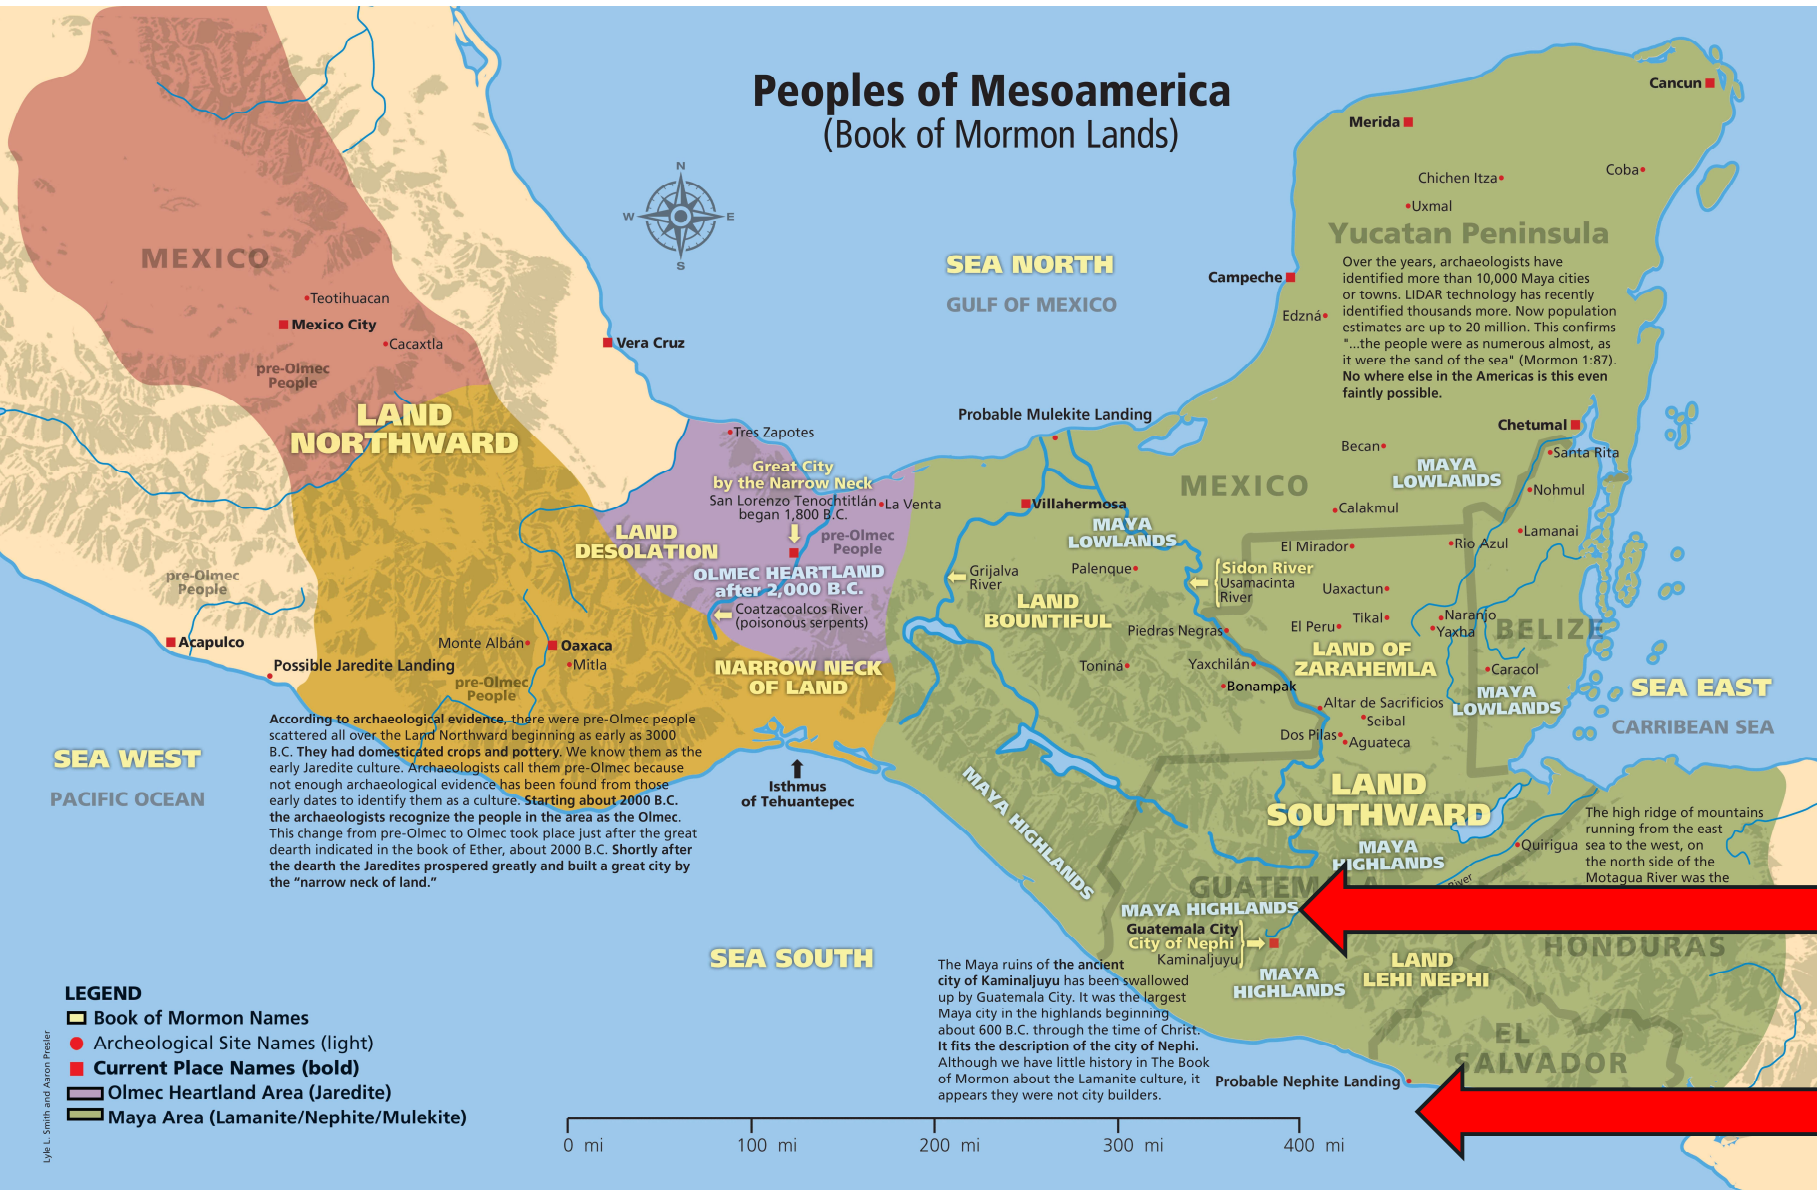 Peoples of Mesoamerica
(Book of Mormon Lands)
N
W
E
S
SEA NORTH
GULF OF MEXICO
Cancun
Merida
Chichen Itza
Coba
Uxmal
Yucatan Peninsula
Over the years, archaeologists have
identified more than 10,000 Maya cities
or towns. LIDAR technology has recently
identified thousands more. Now population
estimates are up to 20 million. This confirms
"...the people were as numerous almost, as
it were the sand of the sea" (Mormon 1:87).
No where else in the Americas is this even
faintly possible.
Campeche
Edzná
MEXICO
Teotihuacan
Mexico City
Cacaxtla
pre-Olmec
People
Vera Cruz
LAND
NORTHWARD
Tres Zapotes
Great City
by the Narrow Neck
San Lorenzo Tenochtitlán
began 1,800 B.C.
La Venta
pre-Olmec
People
LAND
DESOLATION
OLMEC HEARTLAND
after 2,000 B.C.
Coatzacoalcos River
(poisonous serpents)
NARROW NECK
OF LAND
Probable Mulekite Landing
Villahermosa
MEXICO
MAYA
LOWLANDS
Grijalva
River
Palenque
Sidon River
Usamacinta
River
LAND
BOUNTIFUL
Piedras Negras
Toniná
Yaxchilán
Bonampak
Becan
MAYA
LOWLANDS
Chetumal
Santa Rita
Nohmul
Calakmul
Lamanai
El Mirador
Rio Azul
Uaxactun
Tikal
El Peru
Naranjo
Yaxha
BELIZE
LAND OF
ZARAHEMLA
Caracol
MAYA
LOWLANDS
Altar de Sacrificios
Seibal
Dos Pilas
Aguateca
SEA EAST
CARRIBEAN SEA
pre-Olmec
People
Acapulco
Possible Jaredite Landing
Monte Albán
Oaxaca
Mitla
pre-Olmec
People
According to archaeological evidence, there were pre-Olmec people
scattered all over the Land Northward beginning as early as 3000
B.C. They had domesticated crops and pottery. We know them as the
early Jaredite culture. Archaeologists call them pre-Olmec because
not enough archaeological evidence has been found from those
early dates to identify them as a culture. Starting about 2000 B.C.
the archaeologists recognize the people in the area as the Olmec.
This change from pre-Olmec to Olmec took place just after the great
dearth indicated in the book of Ether, about 2000 B.C. Shortly after
the dearth the Jaredites prospered greatly and built a great city by
the “narrow neck of land.”
SEA WEST
PACIFIC OCEAN
Isthmus
of Tehuantepec
MAYA HIGHLANDS
LAND
SOUTHWARD
The high ridge of mountains
running from the east
sea to the west, on
the north side of the
Motagua River was the
Quirigua
MAYA
HIGHLANDS
River
GUATEMALA
MAYA HIGHLANDS
Guatemala City
City of Nephi
Kaminaljuyu
MAYA
HIGHLANDS
LAND
LEHI NEPHI
HONDURAS
EL
SALVADOR
SEA SOUTH
The Maya ruins of the ancient
city of Kaminaljuyu has been swallowed
up by Guatemala City. It was the largest
Maya city in the highlands beginning
about 600 B.C. through the time of Christ.
It fits the description of the city of Nephi.
Although we have little history in The Book
of Mormon about the Lamanite culture, it
appears they were not city builders.
Probable Nephite Landing
LEGEND
Book of Mormon Names
Archeological Site Names (light)
Current Place Names (bold)
Olmec Heartland Area (Jaredite)
Maya Area (Lamanite/Nephite/Mulekite)
Lyle L. Smith and Aaron Presler
0 mi
100 mi
200 mi
300 mi
400 mi